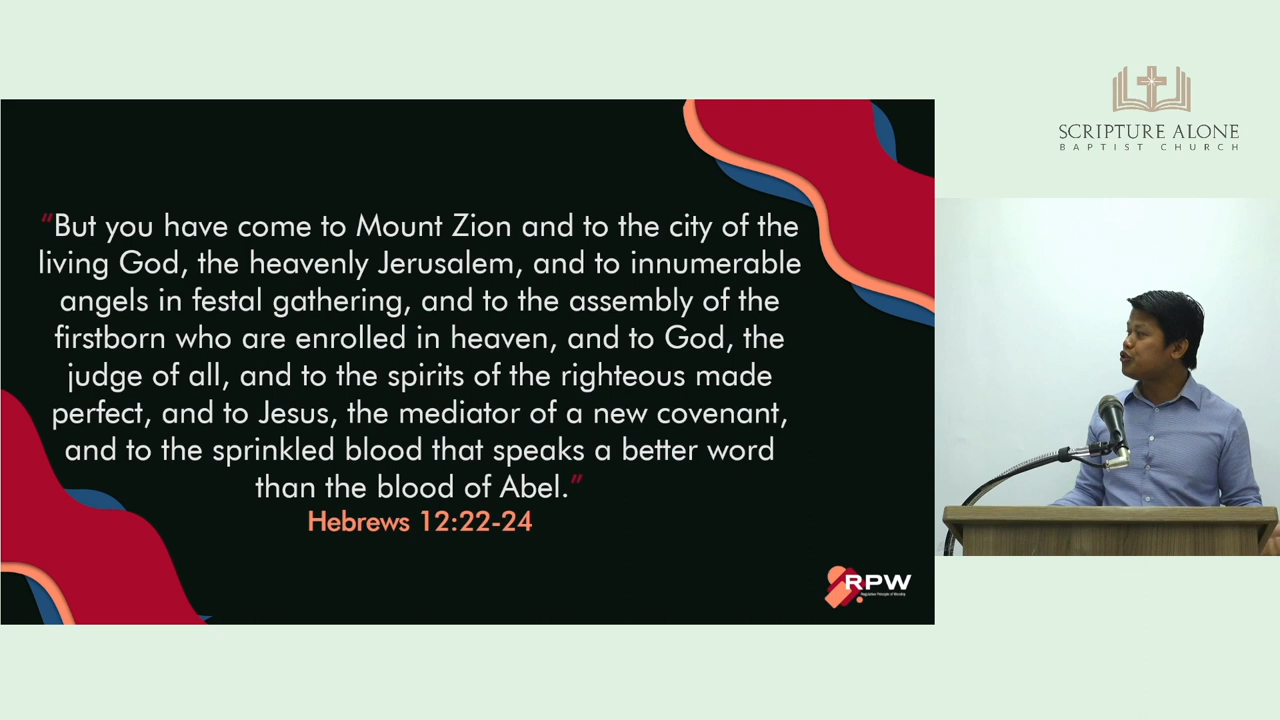 SCRIPTURE ALONE
BAPTIST CHURCH
“But you have come to Mount Zion and to the city of the
living God, the heavenly Jerusalem, and to innumerable
angels in festal gathering, and to the assembly of the
firstborn who are enrolled in heaven, and to God, the
judge of all, and to the spirits of the righteous made
perfect, and to Jesus, the mediator of a new covenant,
and to the sprinkled blood that speaks a better word
than the blood of Abel.”
Hebrews 12:22-24
RPW
Regulative Principle of Worship